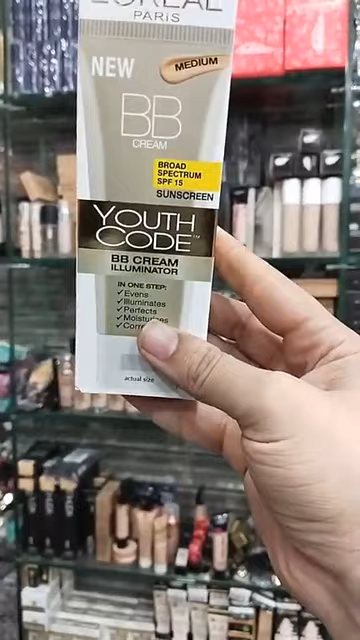 L'ORÉAL
PARIS
NEW
MEDIUM
BB
CREAM
BROAD
SPECTRUM
SPF 15
SUNSCREEN
YOUTH
CODE™
BB CREAM
ILLUMINATOR
IN ONE STEP:
✓Evens
✓Illuminates
✓Perfects
✓Moisturizes
actual size